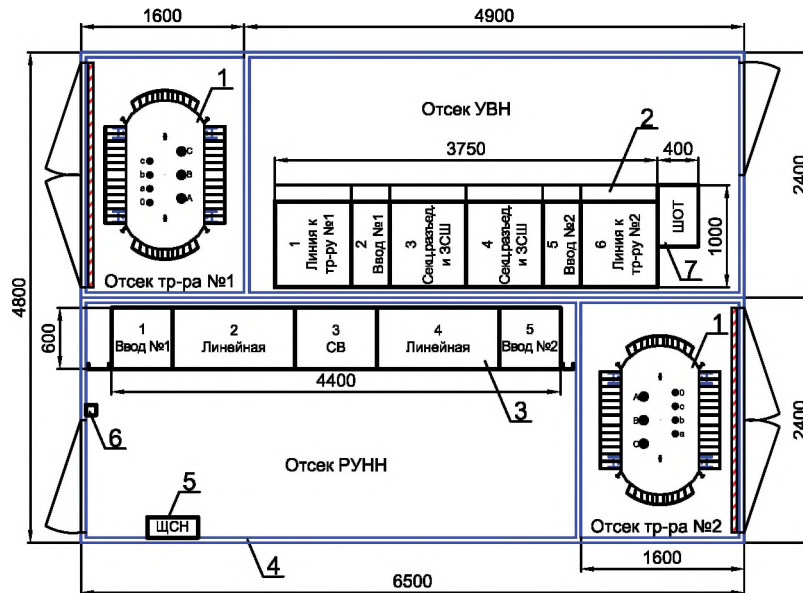 1600
4900
1
Отсек УВН
2
3750
400
c
b
a
0
C
B
A
1
Линия к
тр-ру №1
2
Ввод №1
3
Секц.разъед.
и ЗСШ
4
Секц.разъед.
и ЗСШ
5
Ввод №2
6
Линия к
тр-ру №2
ШОТ
1000
7
2400
Отсек тр-ра №1
4800
600
1
Ввод №1
2
Линейная
3
СВ
4
Линейная
5
Ввод №2
4400
3
1
A
B
C
0
c
b
a
2400
6
Отсек РУНН
5
ЩСН
4
Отсек тр-ра №2
1600
6500